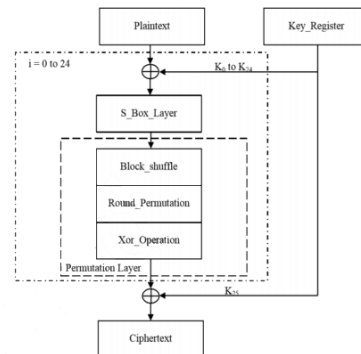 Plaintext
Key_Register
i = 0 to 24
K₀ to K₂₄
S_Box_Layer
Block_shuffle
Round_Permutation
Xor_Operation
Permutation Layer
K₂₅
Ciphertext